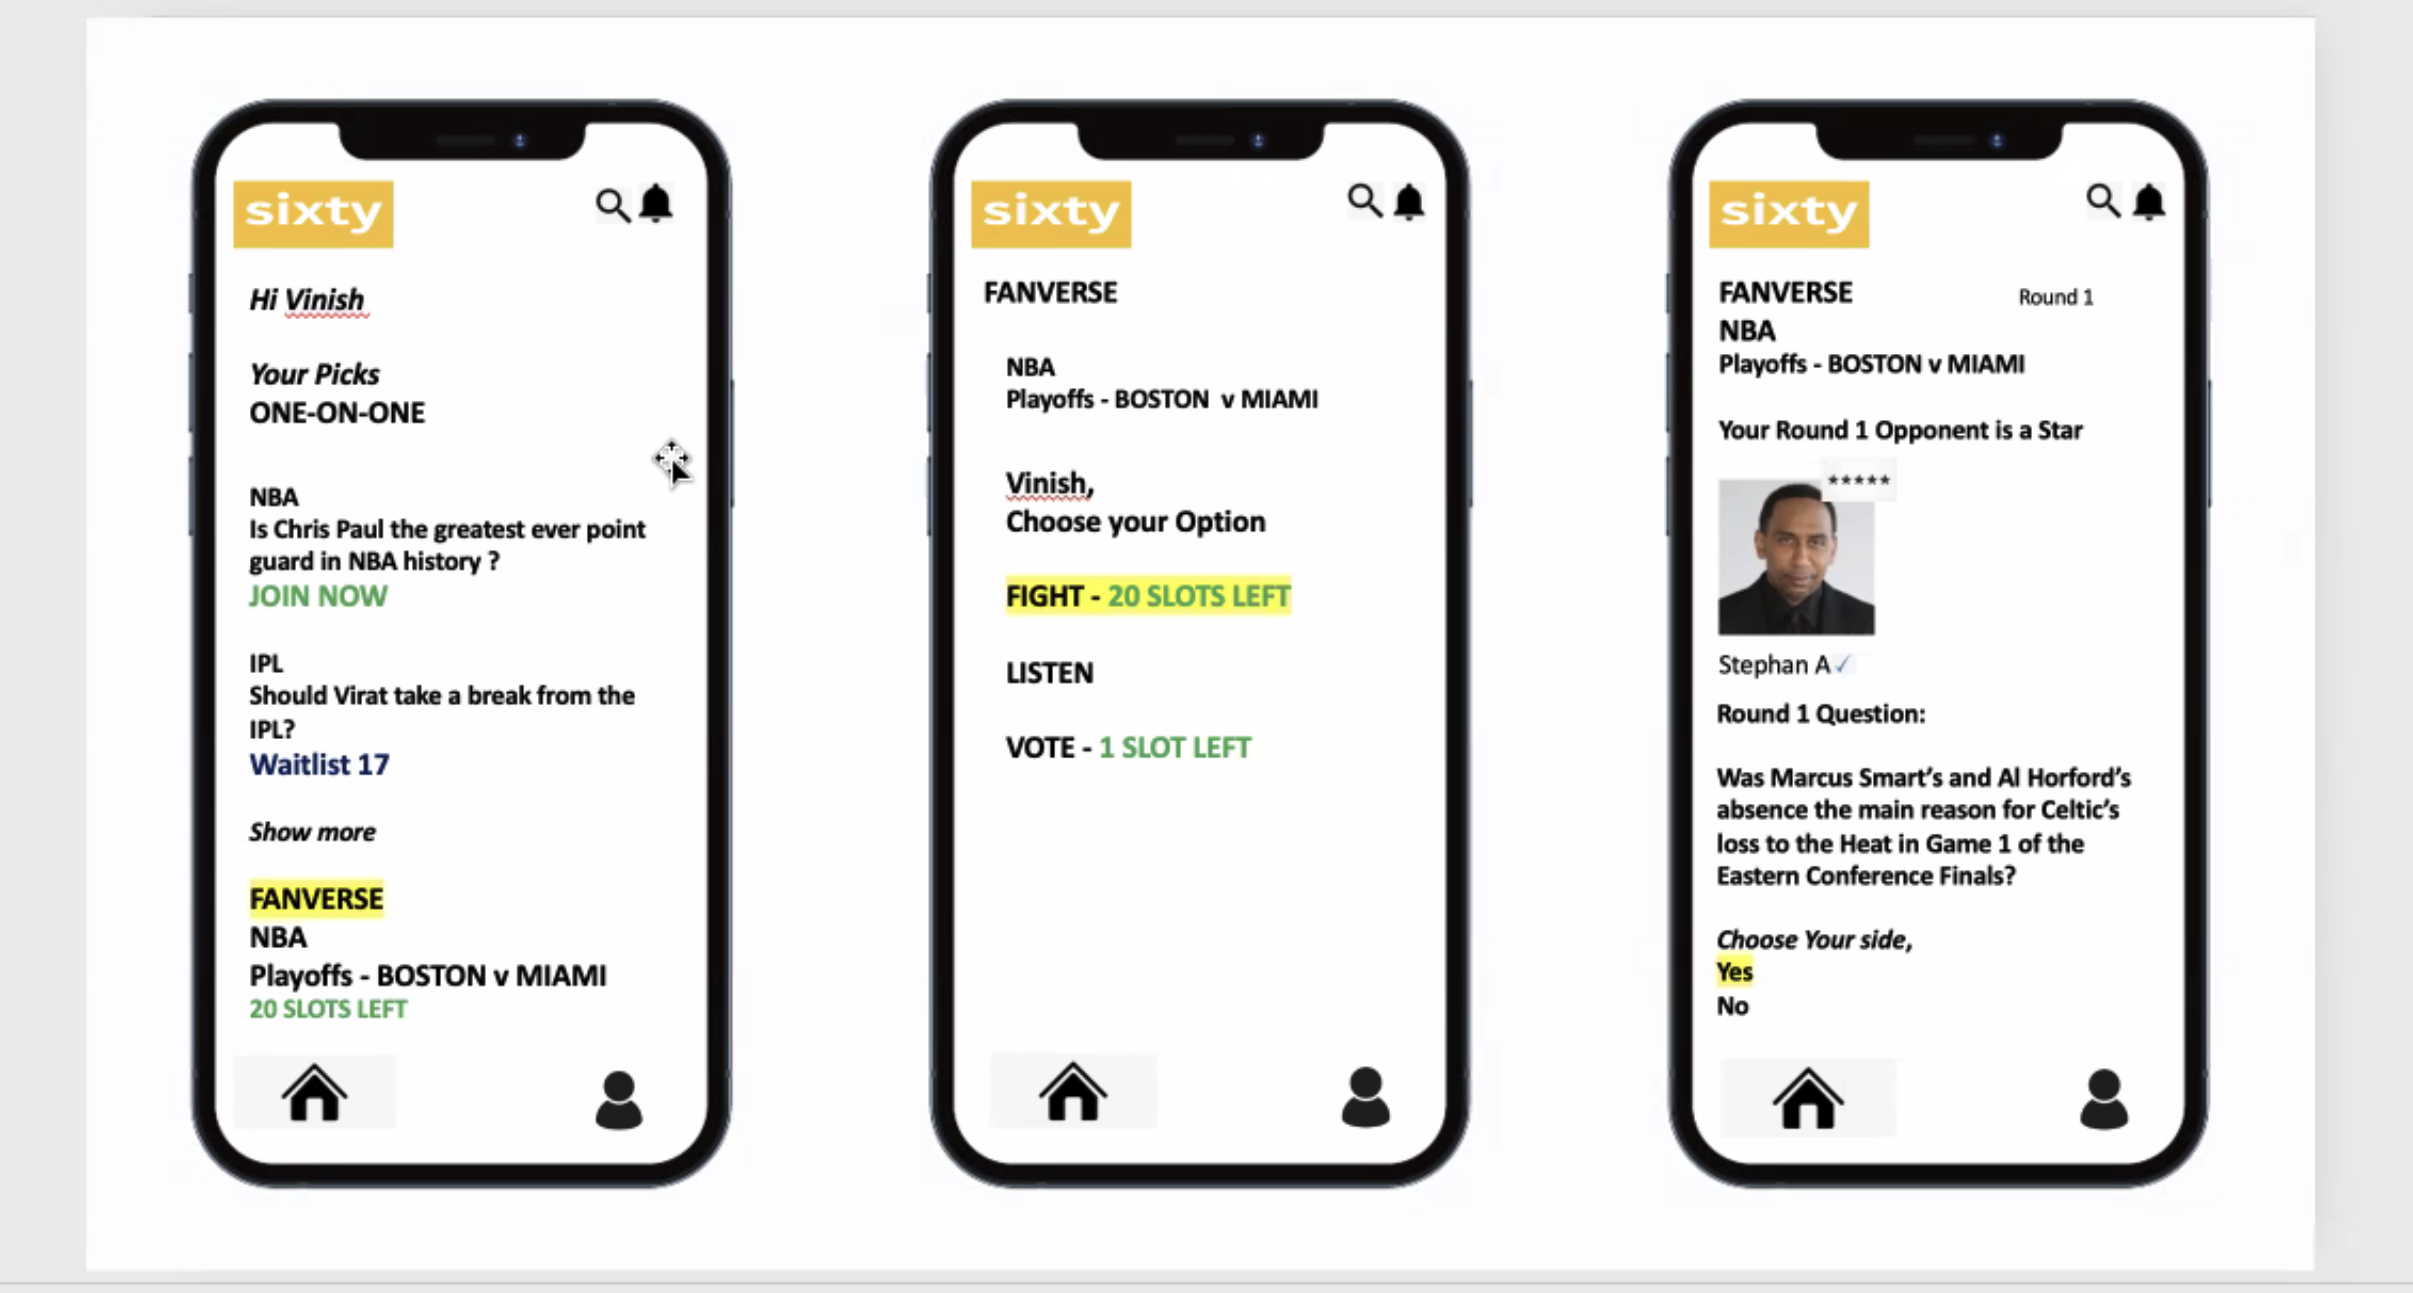 sixty
Hi Vinish
Your Picks
ONE-ON-ONE
NBA
Is Chris Paul the greatest ever point
guard in NBA history ?
JOIN NOW
IPL
Should Virat take a break from the
IPL?
Waitlist 17
Show more
FANVERSE
NBA
Playoffs - BOSTON v MIAMI
20 SLOTS LEFT
sixty
FANVERSE
NBA
Playoffs - BOSTON v MIAMI
Vinish,
Choose your Option
FIGHT - 20 SLOTS LEFT
LISTEN
VOTE - 1 SLOT LEFT
sixty
FANVERSE
Round 1
NBA
Playoffs - BOSTON v MIAMI
Your Round 1 Opponent is a Star
*****
Stephan A✓
Round 1 Question:
Was Marcus Smart’s and Al Horford’s
absence the main reason for Celtic’s
loss to the Heat in Game 1 of the
Eastern Conference Finals?
Choose Your side,
Yes
No